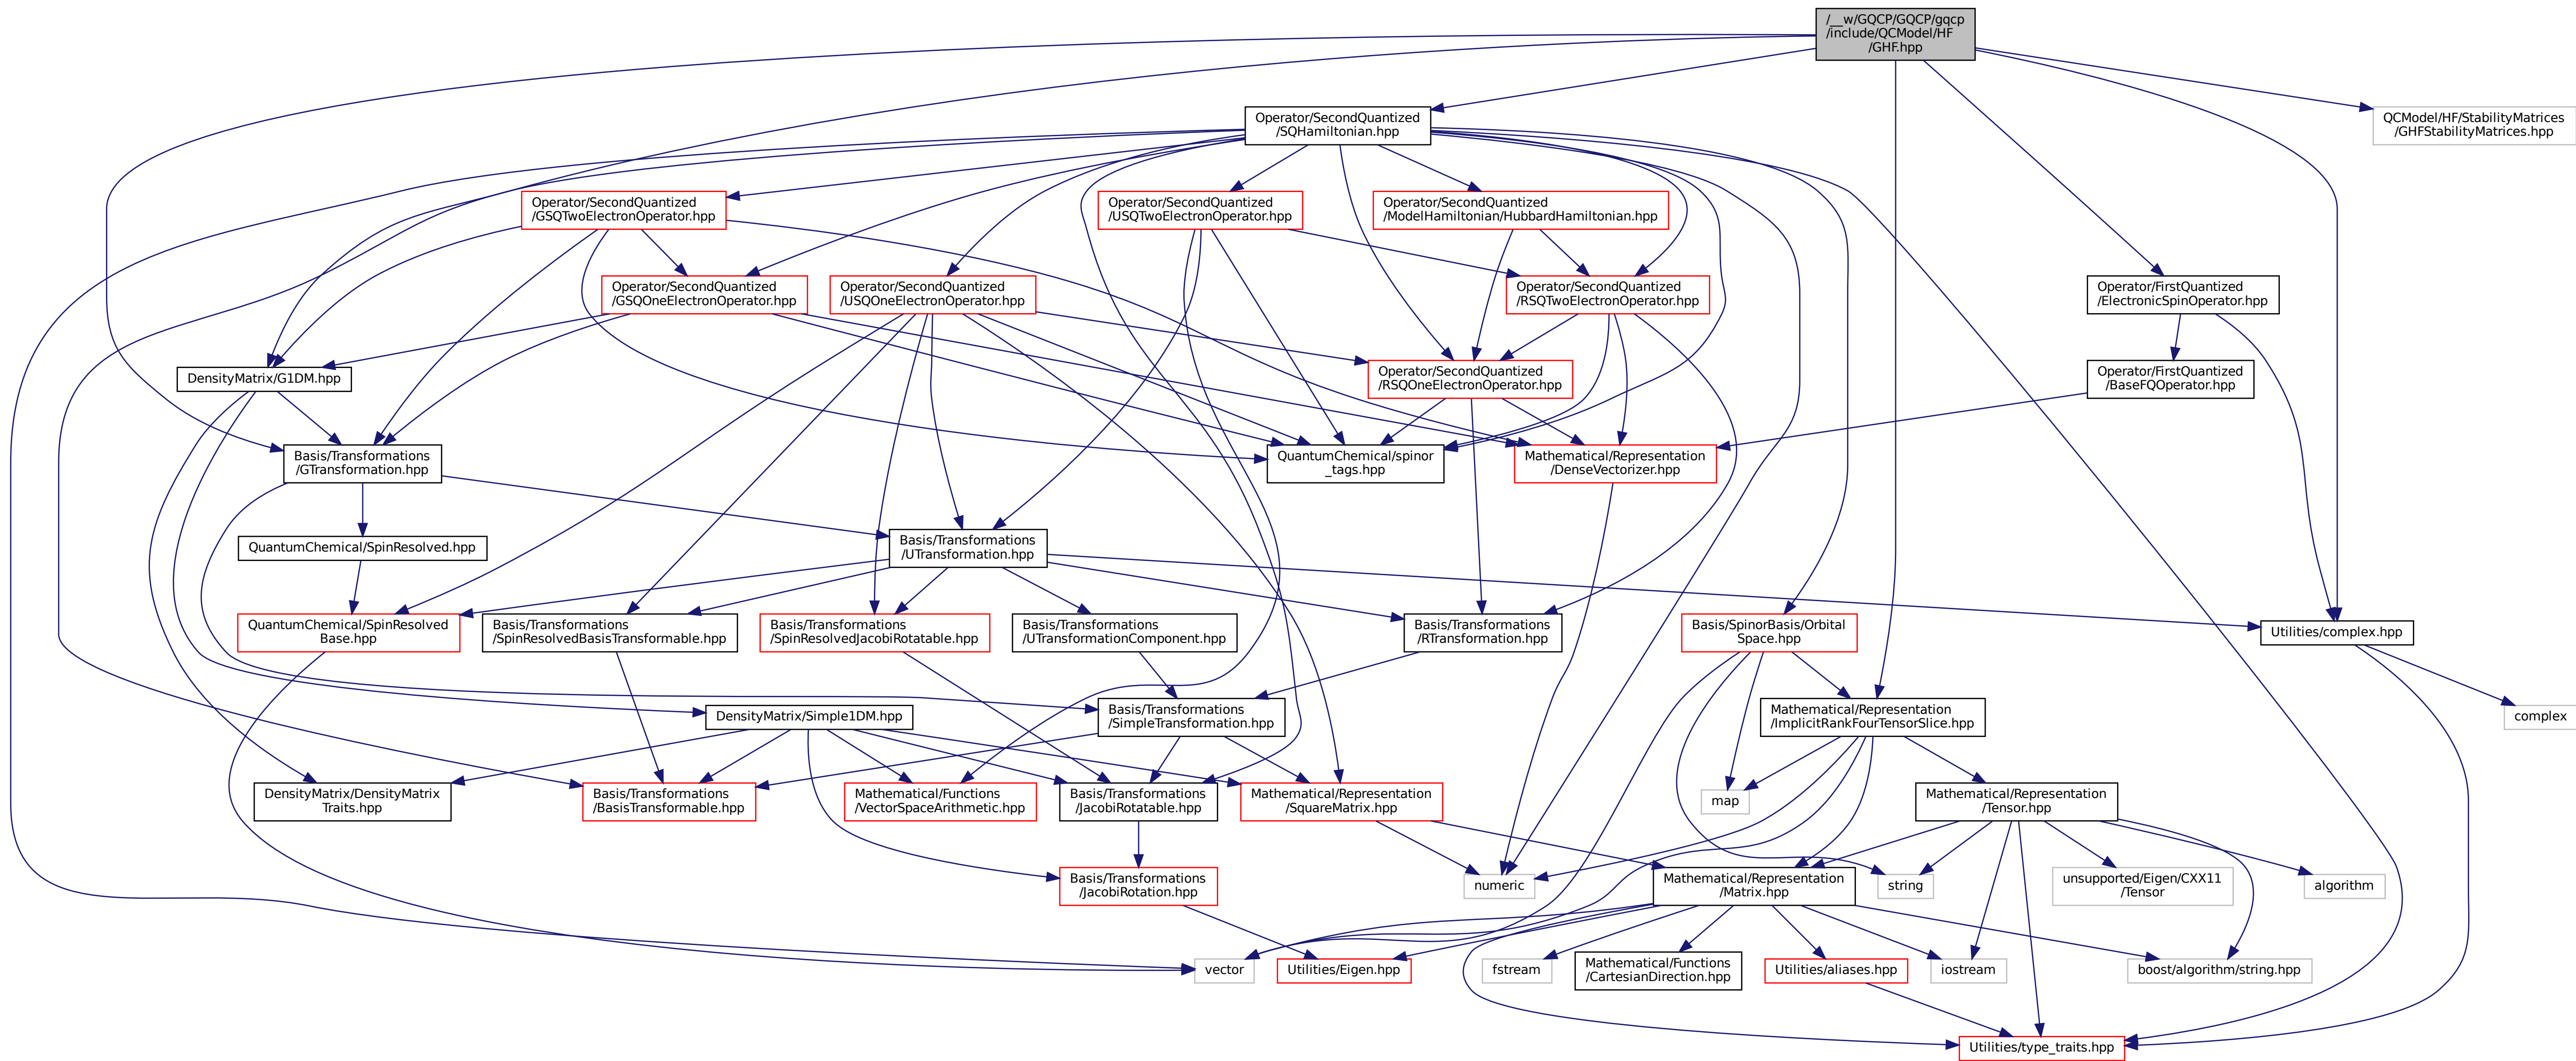 /__w/GQCP/GQCP/gqcp
/include/QCModel/HF
/GHF.hpp
Operator/SecondQuantized
/SQHamiltonian.hpp
QCModel/HF/StabilityMatrices
/GHFStabilityMatrices.hpp
Operator/SecondQuantized
/GSQTwoElectronOperator.hpp
Operator/SecondQuantized
/USQTwoElectronOperator.hpp
Operator/SecondQuantized
/ModelHamiltonian/HubbardHamiltonian.hpp
Operator/SecondQuantized
/GSQOneElectronOperator.hpp
Operator/SecondQuantized
/USQOneElectronOperator.hpp
Operator/SecondQuantized
/RSQTwoElectronOperator.hpp
Operator/FirstQuantized
/ElectronicSpinOperator.hpp
DensityMatrix/G1DM.hpp
Operator/SecondQuantized
/RSQOneElectronOperator.hpp
Operator/FirstQuantized
/BaseFQOperator.hpp
Basis/Transformations
/GTransformation.hpp
QuantumChemical/spinor
_tags.hpp
Mathematical/Representation
/DenseVectorizer.hpp
QuantumChemical/SpinResolved.hpp
Basis/Transformations
/UTransformation.hpp
QuantumChemical/SpinResolved
Base.hpp
Basis/Transformations
/SpinResolvedBasisTransformable.hpp
Basis/Transformations
/SpinResolvedJacobiRotatable.hpp
Basis/Transformations
/UTransformationComponent.hpp
Basis/Transformations
/RTransformation.hpp
Basis/SpinorBasis/Orbital
Space.hpp
Utilities/complex.hpp
DensityMatrix/Simple1DM.hpp
Basis/Transformations
/SimpleTransformation.hpp
Mathematical/Representation
/ImplicitRankFourTensorSlice.hpp
complex
DensityMatrix/DensityMatrix
Traits.hpp
Basis/Transformations
/BasisTransformable.hpp
Mathematical/Functions
/VectorSpaceArithmetic.hpp
Basis/Transformations
/JacobiRotatable.hpp
Mathematical/Representation
/SquareMatrix.hpp
map
Mathematical/Representation
/Tensor.hpp
Basis/Transformations
/JacobiRotation.hpp
numeric
Mathematical/Representation
/Matrix.hpp
string
unsupported/Eigen/CXX11
/Tensor
algorithm
vector
Utilities/Eigen.hpp
fstream
Mathematical/Functions
/CartesianDirection.hpp
Utilities/aliases.hpp
iostream
boost/algorithm/string.hpp
Utilities/type_traits.hpp